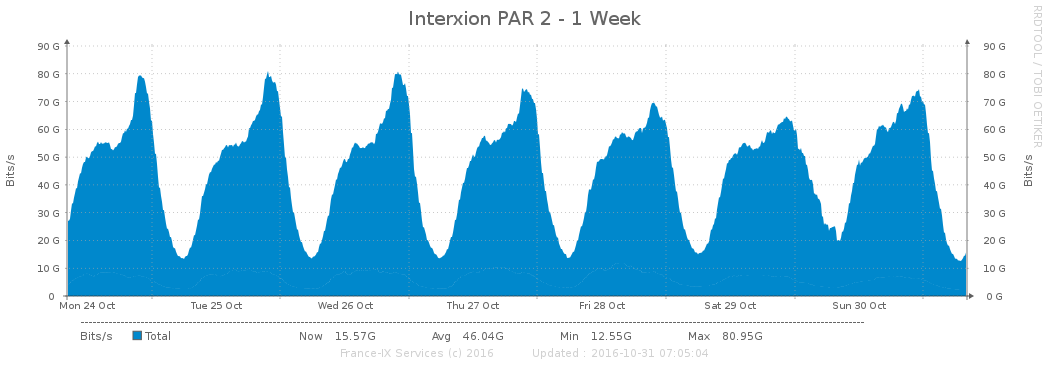 Interxion PAR 2 - 1 Week
RRDTOOL / TOBI OETIKER
90 G 90 G
80 G 80 G
70 G 70 G
60 G 60 G
50 G 50 G
40 G 40 G
30 G 30 G
20 G 20 G
10 G 10 G
0 0 G
Bits/s
Bits/s
Mon 24 Oct Tue 25 Oct Wed 26 Oct Thu 27 Oct Fri 28 Oct Sat 29 Oct Sun 30 Oct
Bits/s Total Now 15.57G Avg 46.04G Min 12.55G Max 80.95G
France-IX Services (c) 2016 Updated : 2016-10-31 07:05:04